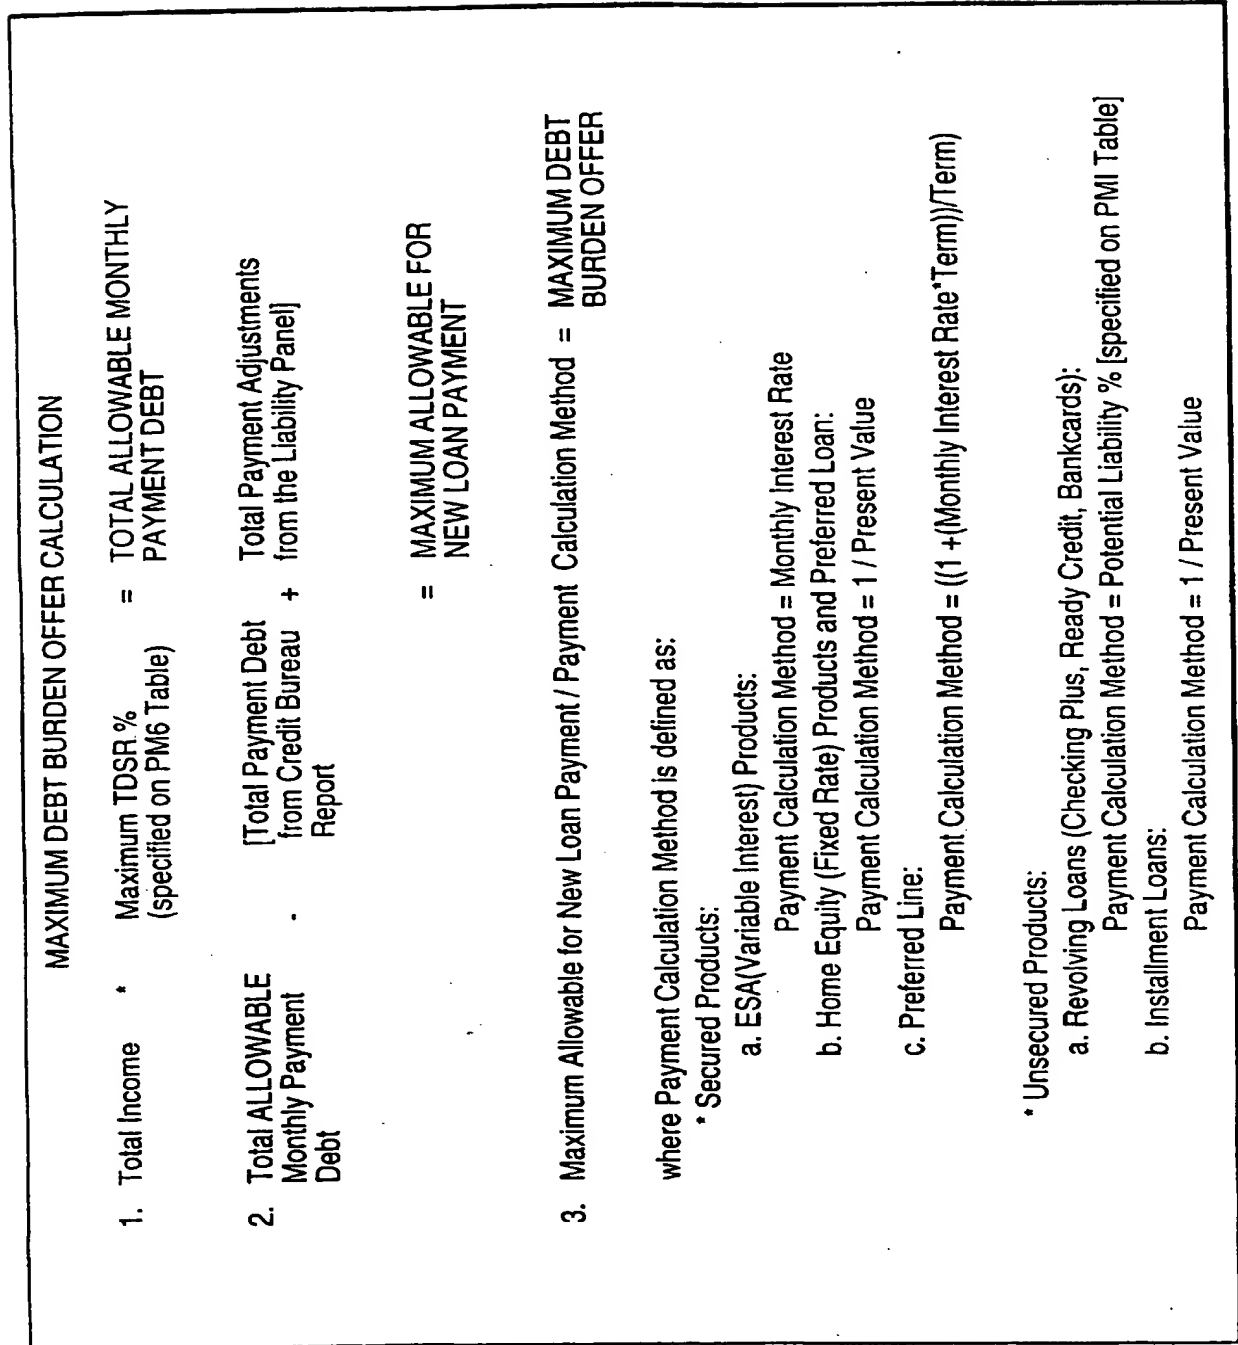 MAXIMUM DEBT BURDEN OFFER CALCULATION
1. Total Income * Maximum TDSR % = TOTAL ALLOWABLE MONTHLY
(specified on PM6 Table) PAYMENT DEBT
2. Total ALLOWABLE - [Total Payment Debt + Total Payment Adjustments
Monthly Payment from Credit Bureau from the Liability Panel]
Debt Report
= MAXIMUM ALLOWABLE FOR
NEW LOAN PAYMENT
3. Maximum Allowable for New Loan Payment / Payment Calculation Method = MAXIMUM DEBT
BURDEN OFFER
where Payment Calculation Method is defined as:
* Secured Products:
a. ESA(Variable Interest) Products:
Payment Calculation Method = Monthly Interest Rate
b. Home Equity (Fixed Rate) Products and Preferred Loan:
Payment Calculation Method = 1 / Present Value
c. Preferred Line:
Payment Calculation Method = ((1 +(Monthly Interest Rate*Term))/Term)
* Unsecured Products:
a. Revolving Loans (Checking Plus, Ready Credit, Bankcards):
Payment Calculation Method = Potential Liability % [specified on PMI Table]
b. Installment Loans:
Payment Calculation Method = 1 / Present Value